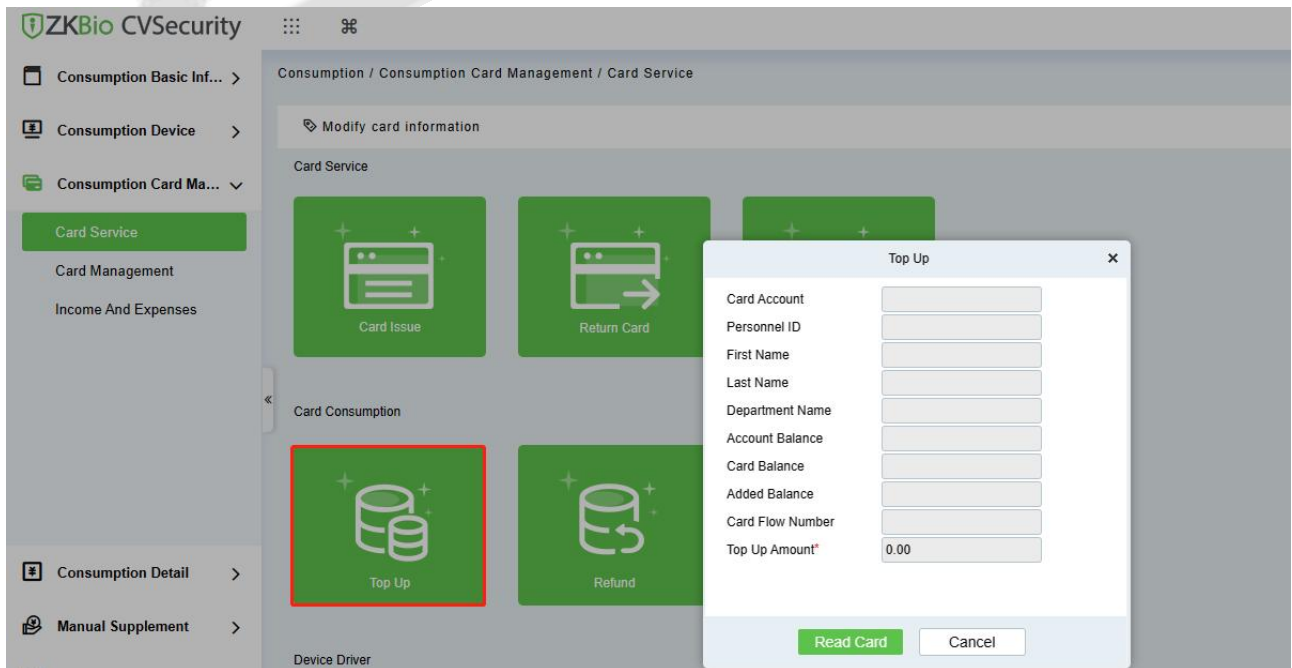 ZKBio CVSecurity
Consumption Basic Inf...
Consumption Device
Consumption Card Ma...
Card Service
Card Management
Income And Expenses
Consumption Detail
Manual Supplement
Consumption / Consumption Card Management / Card Service
Modify card information
Card Service
Card Issue
Return Card
Card Consumption
Top Up
Refund
Device Driver
Top Up
Card Account
Personnel ID
First Name
Last Name
Department Name
Account Balance
Card Balance
Added Balance
Card Flow Number
Top Up Amount* 0.00
Read Card Cancel